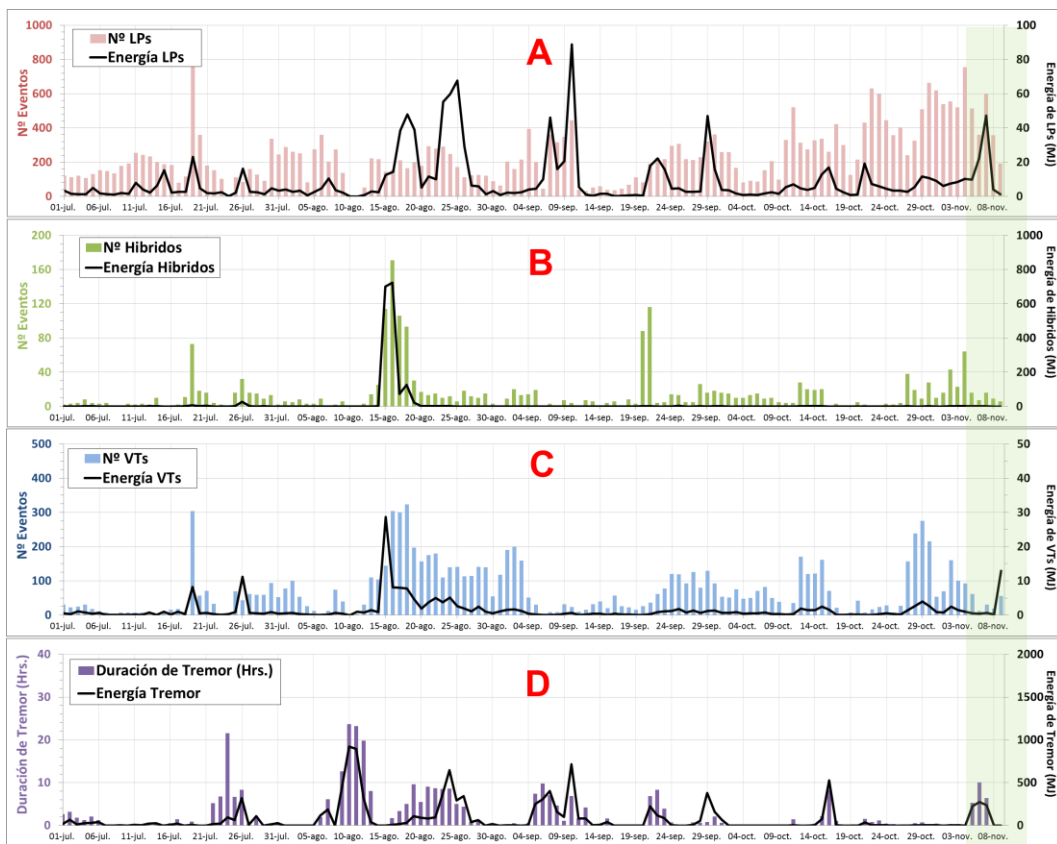 1000
800
600
400
200
0
Nº Eventos
Nº LPs
Energía LPs
A
100
80
60
40
20
0
Energía de LPs (MJ)
01-jul. 06-jul. 11-jul. 16-jul. 21-jul. 26-jul. 31-jul. 05-ago. 10-ago. 15-ago. 20-ago. 25-ago. 30-ago. 04-sep. 09-sep. 14-sep. 19-sep. 24-sep. 29-sep. 04-oct. 09-oct. 14-oct. 19-oct. 24-oct. 29-oct. 03-nov. 08-nov.
200
160
120
80
40
0
Nº Eventos
Nº Hibridos
Energía Hibridos
B
1000
800
600
400
200
0
Energía de Hibridos (MJ)
01-jul. 06-jul. 11-jul. 16-jul. 21-jul. 26-jul. 31-jul. 05-ago. 10-ago. 15-ago. 20-ago. 25-ago. 30-ago. 04-sep. 09-sep. 14-sep. 19-sep. 24-sep. 29-sep. 04-oct. 09-oct. 14-oct. 19-oct. 24-oct. 29-oct. 03-nov. 08-nov.
500
400
300
200
100
0
Nº Eventos
Nº VTs
Energía VTs
C
50
40
30
20
10
0
Energía de VTs (MJ)
01-jul. 06-jul. 11-jul. 16-jul. 21-jul. 26-jul. 31-jul. 05-ago. 10-ago. 15-ago. 20-ago. 25-ago. 30-ago. 04-sep. 09-sep. 14-sep. 19-sep. 24-sep. 29-sep. 04-oct. 09-oct. 14-oct. 19-oct. 24-oct. 29-oct. 03-nov. 08-nov.
40
30
20
10
0
Duración de Tremor (Hrs.)
Duración de Tremor (Hrs.)
Energía Tremor
D
2000
1500
1000
500
0
Energía de Tremor (MJ)
01-jul. 06-jul. 11-jul. 16-jul. 21-jul. 26-jul. 31-jul. 05-ago. 10-ago. 15-ago. 20-ago. 25-ago. 30-ago. 04-sep. 09-sep. 14-sep. 19-sep. 24-sep. 29-sep. 04-oct. 09-oct. 14-oct. 19-oct. 24-oct. 29-oct. 03-nov. 08-nov.